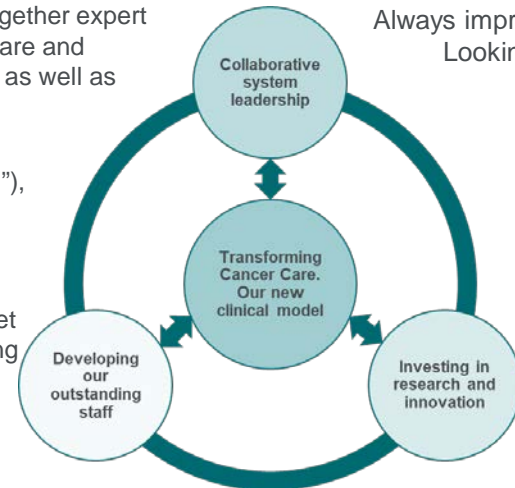 ogether expert
are and
as well as
”),
et
ng
Always impr
Lookin
Collaborative
system
leadership
Transforming
Cancer Care.
Our new
clinical model
Developing
our
outstanding
staff
Investing in
research and
innovation